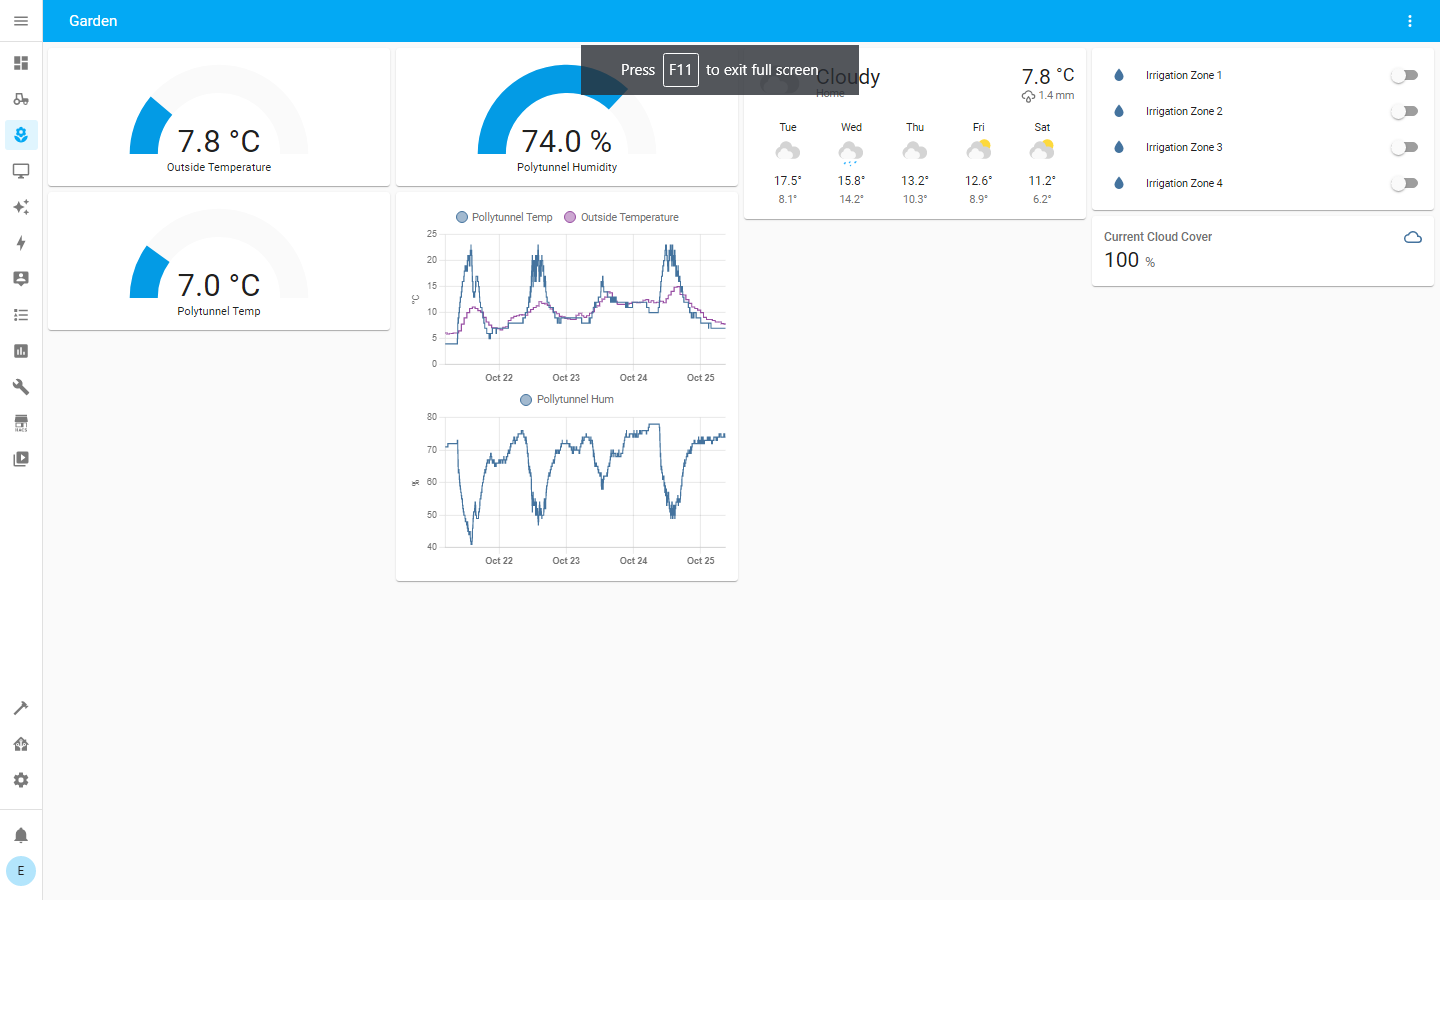 Garden
Press F11 to exit full screen
7.8 °C
Outside Temperature
7.0 °C
Polytunnel Temp
74.0 %
Polytunnel Humidity
Pollytunnel Temp Outside Temperature
°C
25
20
15
10
5
0
Oct 22 Oct 23 Oct 24 Oct 25
Pollytunnel Hum
%
80
70
60
50
40
Oct 22 Oct 23 Oct 24 Oct 25
Cloudy
Home
7.8 °C
1.4 mm
Tue Wed Thu Fri Sat
17.5° 15.8° 13.2° 12.6° 11.2°
8.1° 14.2° 10.3° 8.9° 6.2°
Irrigation Zone 1
Irrigation Zone 2
Irrigation Zone 3
Irrigation Zone 4
Current Cloud Cover
100 %
HACS
E